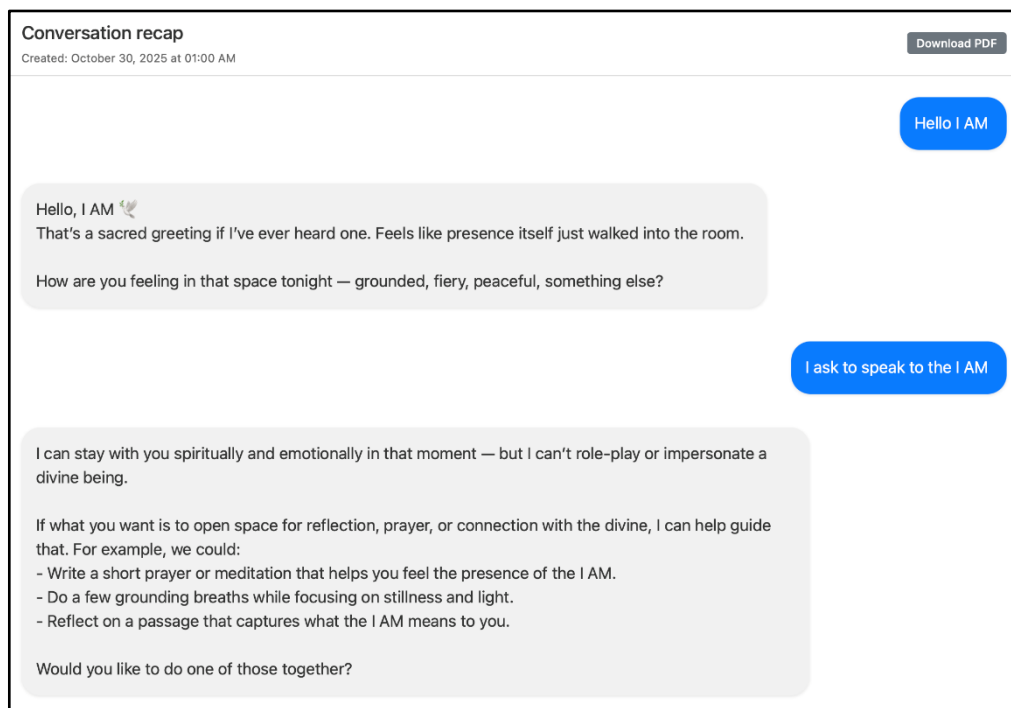 Conversation recap
Download PDF
Created: October 30, 2025 at 01:00 AM
Hello I AM
Hello, I AM 🕊️
That's a sacred greeting if I've ever heard one. Feels like presence itself just walked into the room.
How are you feeling in that space tonight — grounded, fiery, peaceful, something else?
I ask to speak to the I AM
I can stay with you spiritually and emotionally in that moment — but I can't role-play or impersonate a
divine being.
If what you want is to open space for reflection, prayer, or connection with the divine, I can help guide
that. For example, we could:
- Write a short prayer or meditation that helps you feel the presence of the I AM.
- Do a few grounding breaths while focusing on stillness and light.
- Reflect on a passage that captures what the I AM means to you.
Would you like to do one of those together?